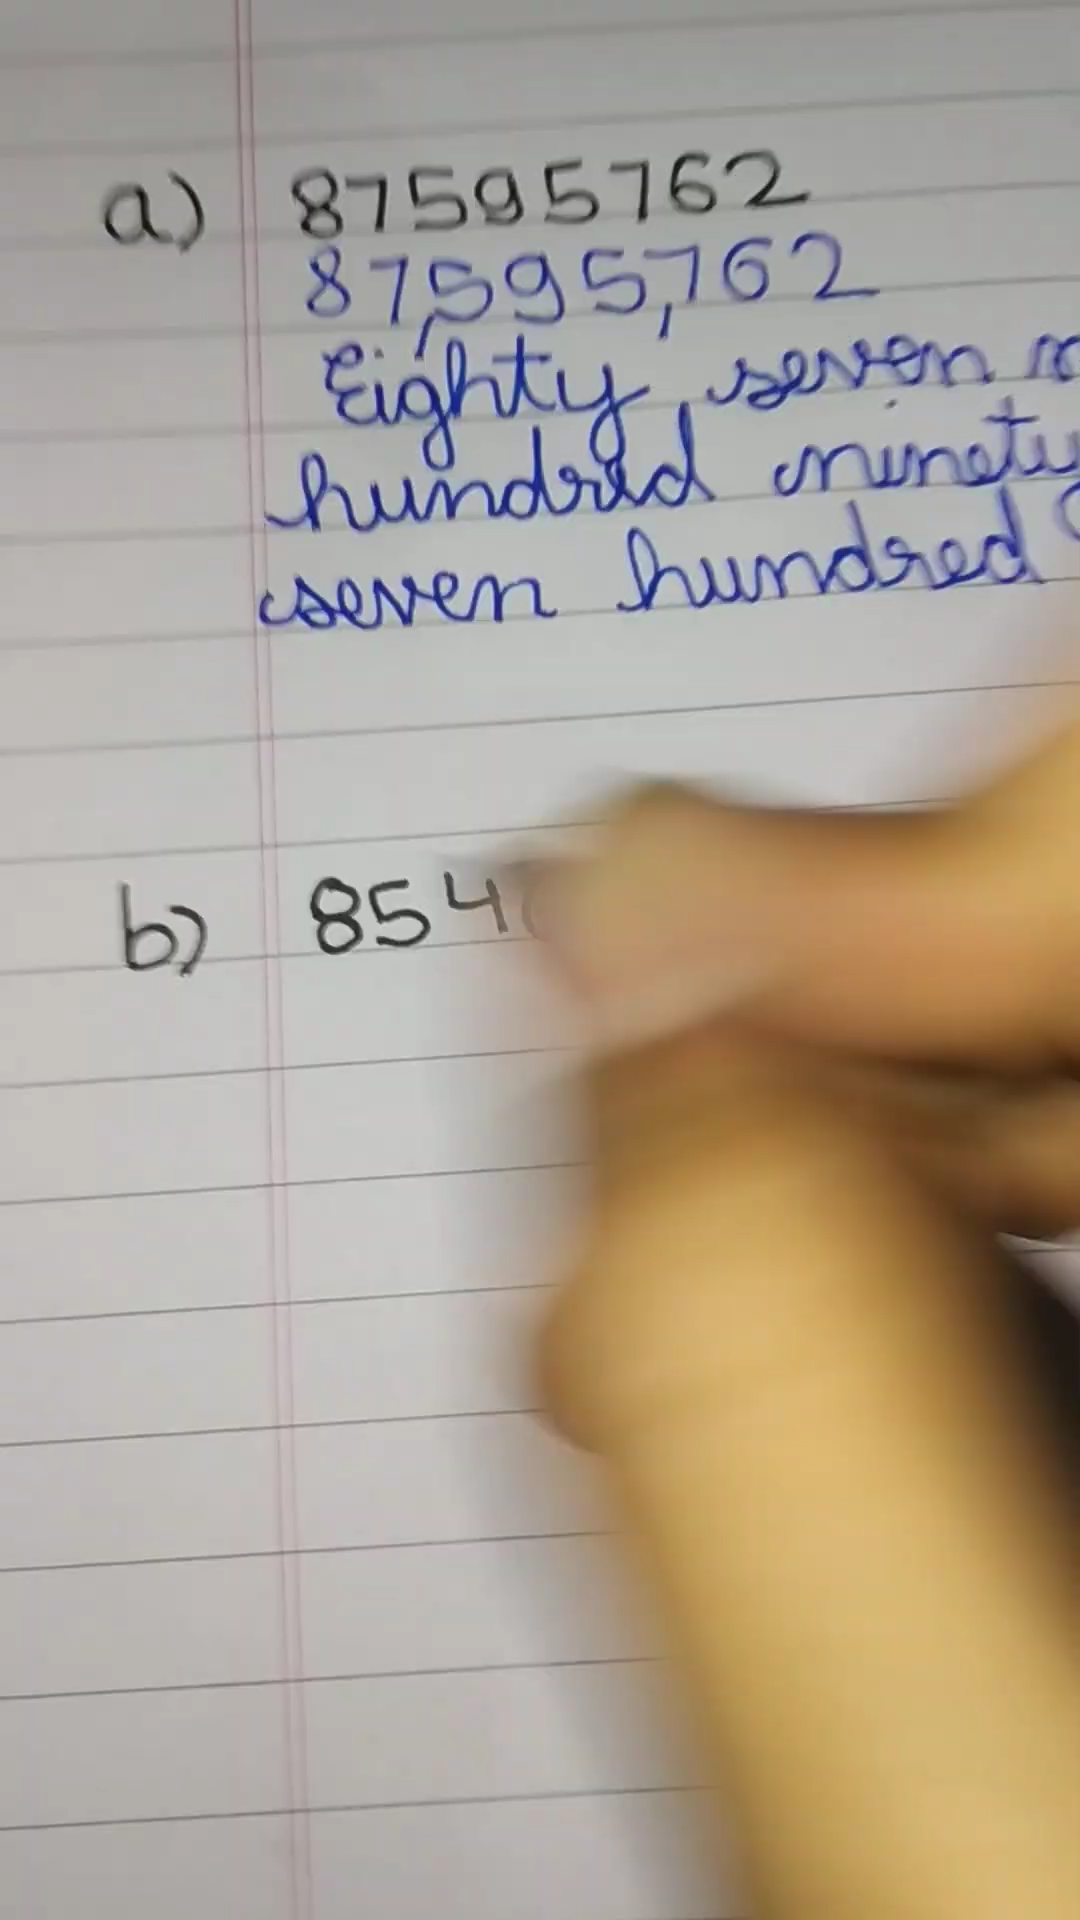 a) 87595762
87,595,762
Eighty seven
hundred ninety
seven hundred
b) 854